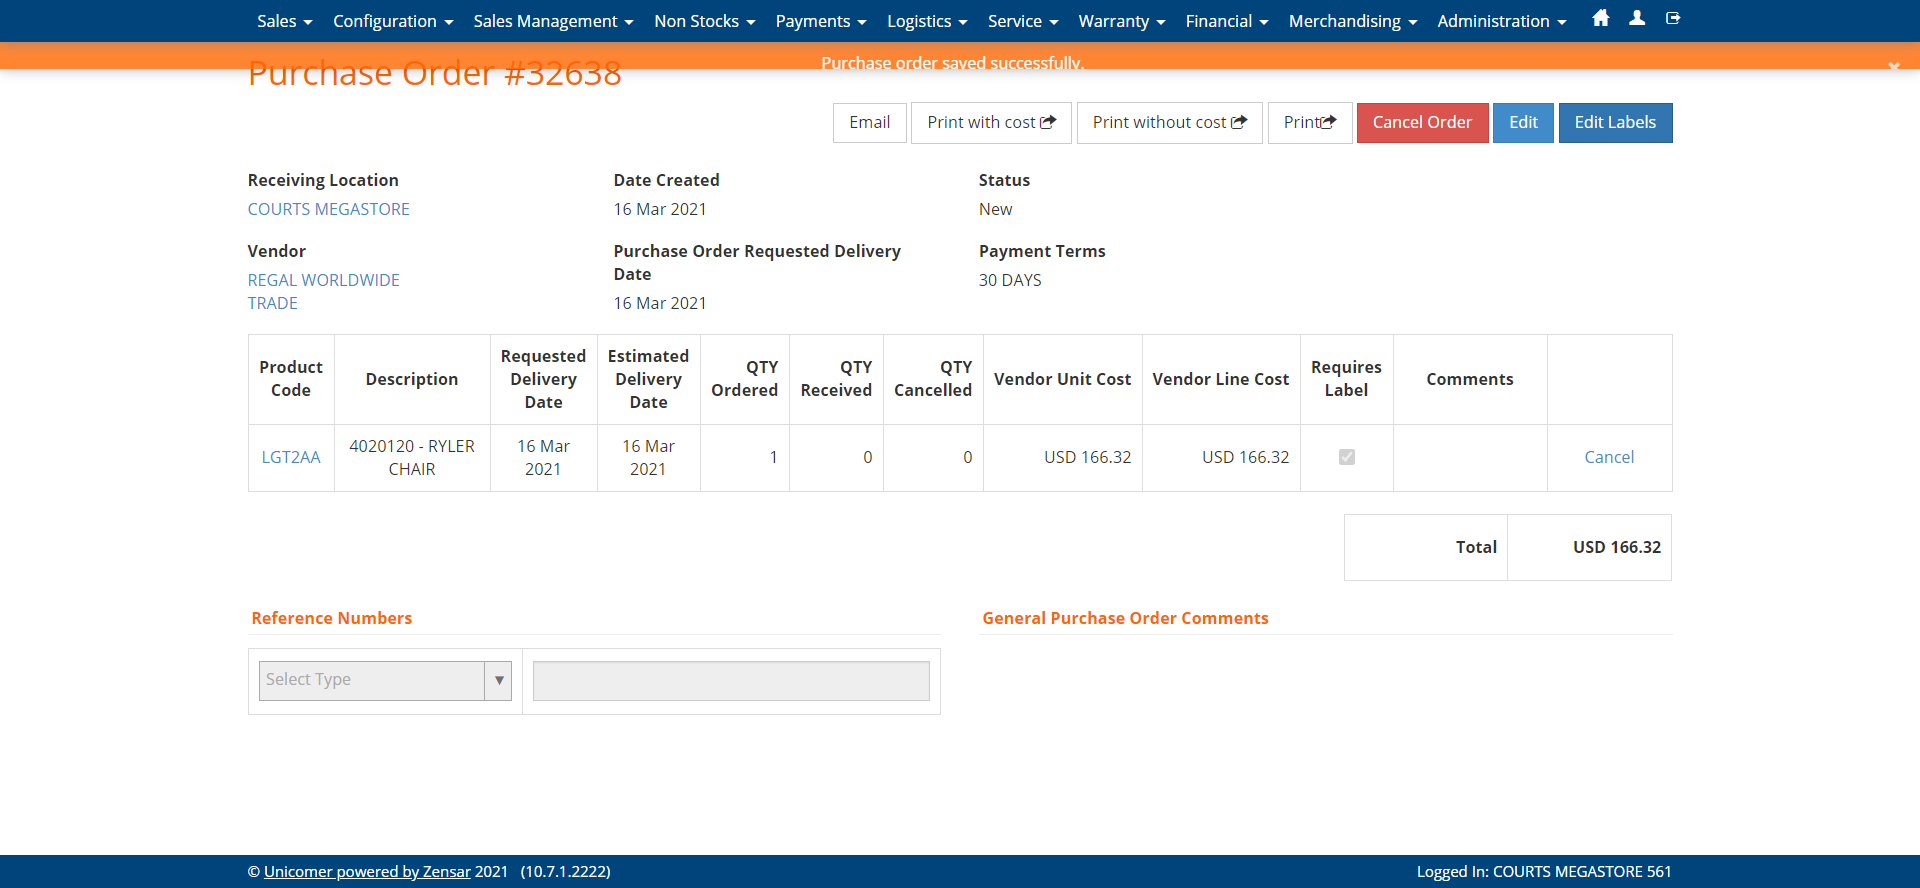 Sales Configuration Sales Management Non Stocks Payments Logistics Service Warranty Financial Merchandising Administration
Purchase order saved successfully.
Purchase Order #32638
Email Print with cost Print without cost Print Cancel Order Edit Edit Labels
Receiving Location Date Created Status
COURTS MEGASTORE 16 Mar 2021 New
Vendor Purchase Order Requested Delivery Date Payment Terms
REGAL WORLDWIDE TRADE 16 Mar 2021 30 DAYS
Product Code Description Requested Delivery Date Estimated Delivery Date QTY Ordered QTY Received QTY Cancelled Vendor Unit Cost Vendor Line Cost Requires Label Comments
LGT2AA 4020120 - RYLER CHAIR 16 Mar 2021 16 Mar 2021 1 0 0 USD 166.32 USD 166.32 Cancel
Total USD 166.32
Reference Numbers General Purchase Order Comments
Select Type
© Unicomer powered by Zensar 2021 (10.7.1.2222) Logged In: COURTS MEGASTORE 561